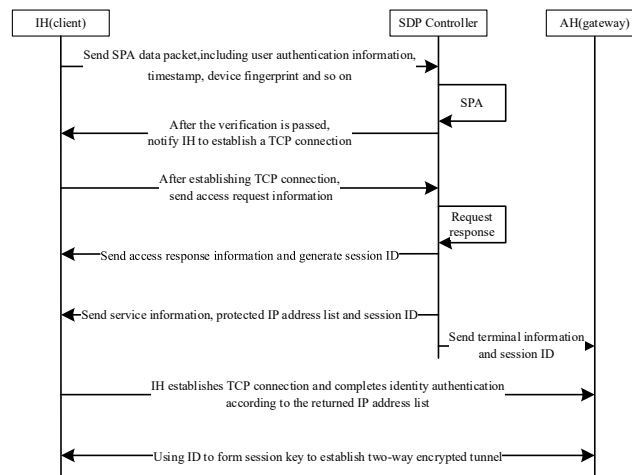 IH(client)
SDP Controller
AH(gateway)
Send SPA data packet,including user authentication information,
timestamp, device fingerprint and so on
SPA
After the verification is passed,
notify IH to establish a TCP connection
After establishing TCP connection,
send access request information
Request
response
Send access response information and generate session ID
Send service information, protected IP address list and session ID
Send terminal information
and session ID
IH establishes TCP connection and completes identity authentication
according to the returned IP address list
Using ID to form session key to establish two-way encrypted tunnel